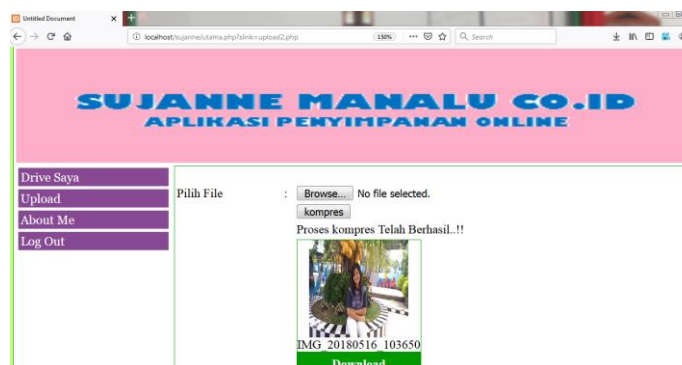 Untitled Document
localhost/sujanne/utama.php?slink=upload2.php
150%
Search
SUJANNE MANALU CO.ID
APLIKASI PENYIMPANAN ONLINE
Drive Saya
Upload
About Me
Log Out
Pilih File : Browse... No file selected.
kompres
Proses kompres Telah Berhasil..!!
IMG_20180516_103650
Download